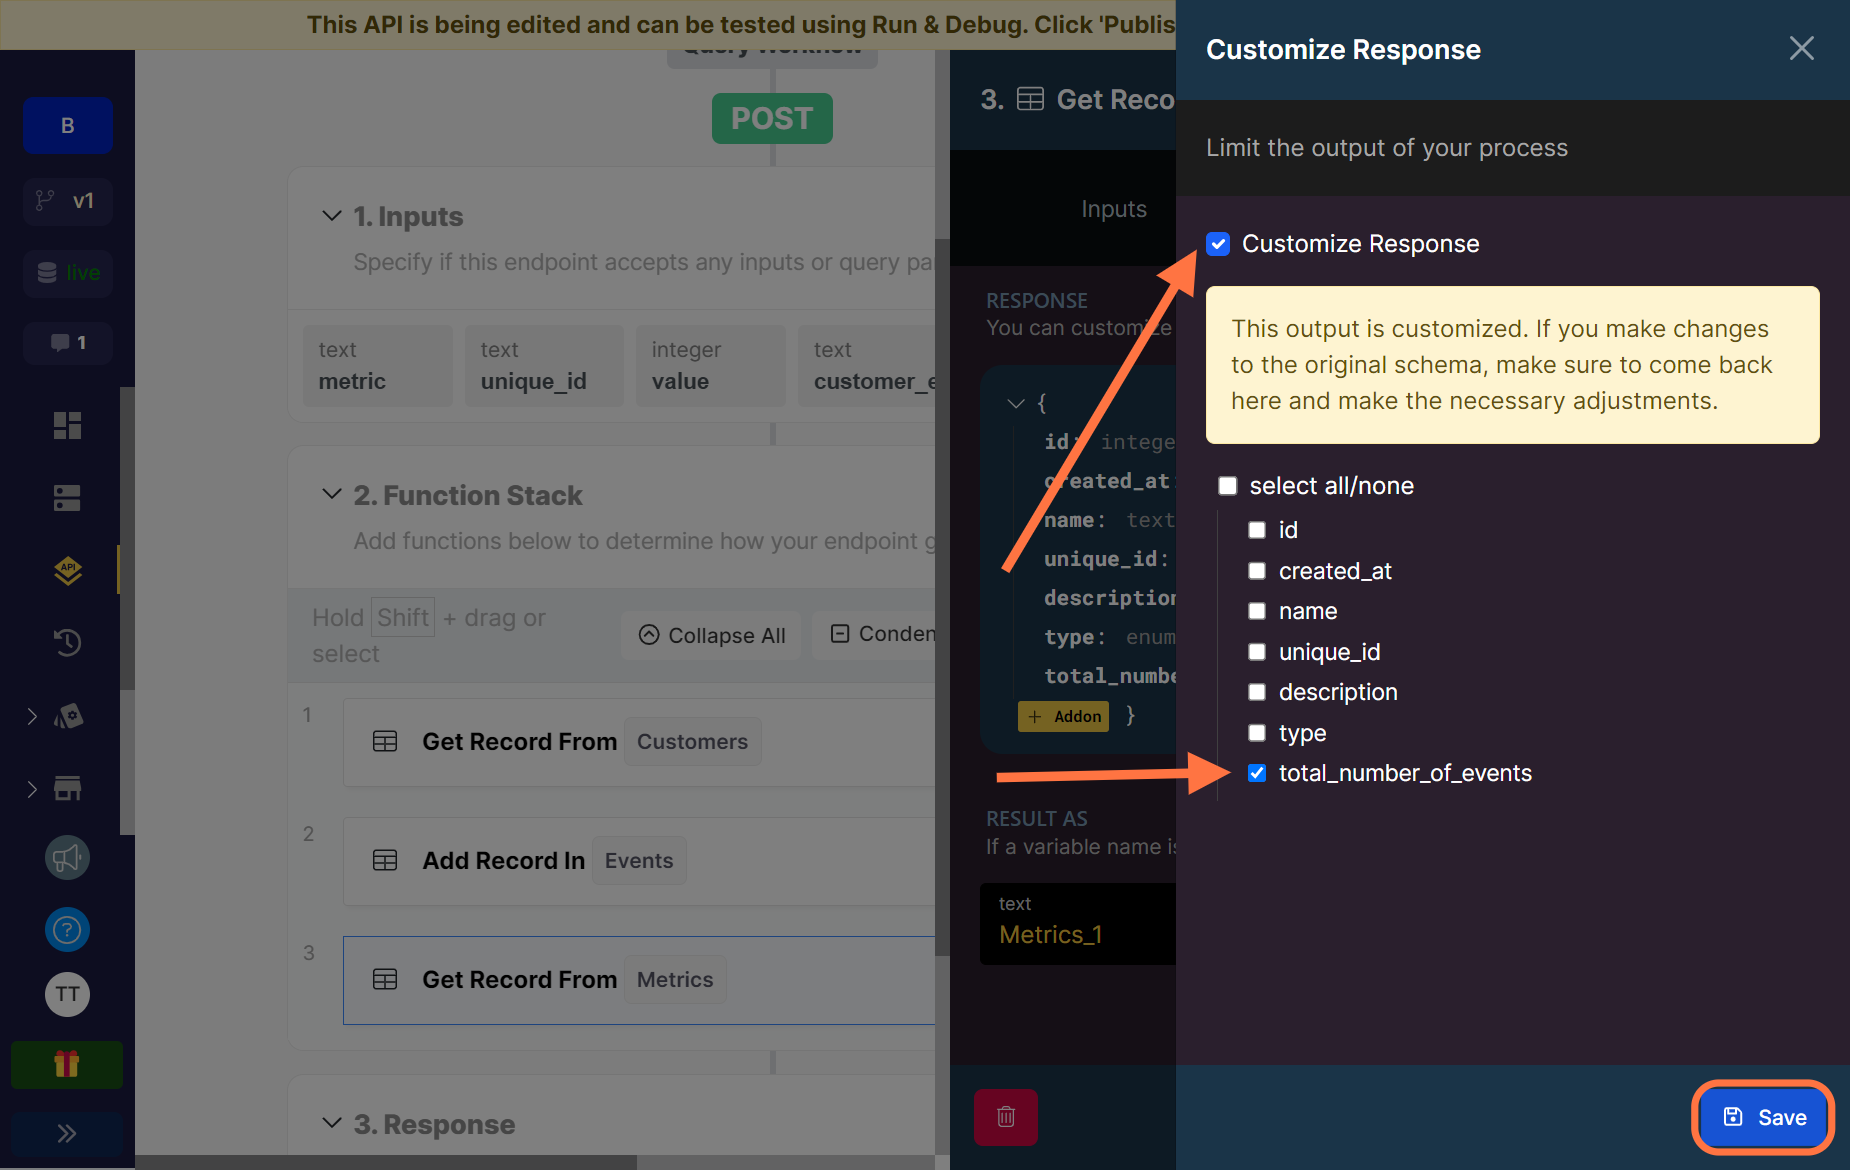 This API is being edited and can be tested using Run & Debug. Click 'Publis
B
v1
live
1
API
?
TT
Query Workflow
POST
1. Inputs
Specify if this endpoint accepts any inputs or query pa
text
metric
text
unique_id
integer
value
text
customer_e
2. Function Stack
Add functions below to determine how your endpoint g
Hold Shift + drag or
select
Collapse All
Conden
1
Get Record From Customers
2
Add Record In Events
3
Get Record From Metrics
3. Response
3. Get Reco
Inputs
RESPONSE
You can customize
{
id: intege
created_at:
name: text
unique_id:
description
type: enum
total_numbe
+ Addon }
RESULT AS
If a variable name is
text
Metrics_1
Customize Response
Limit the output of your process
Customize Response
This output is customized. If you make changes
to the original schema, make sure to come back
here and make the necessary adjustments.
select all/none
id
created_at
name
unique_id
description
type
total_number_of_events
Save